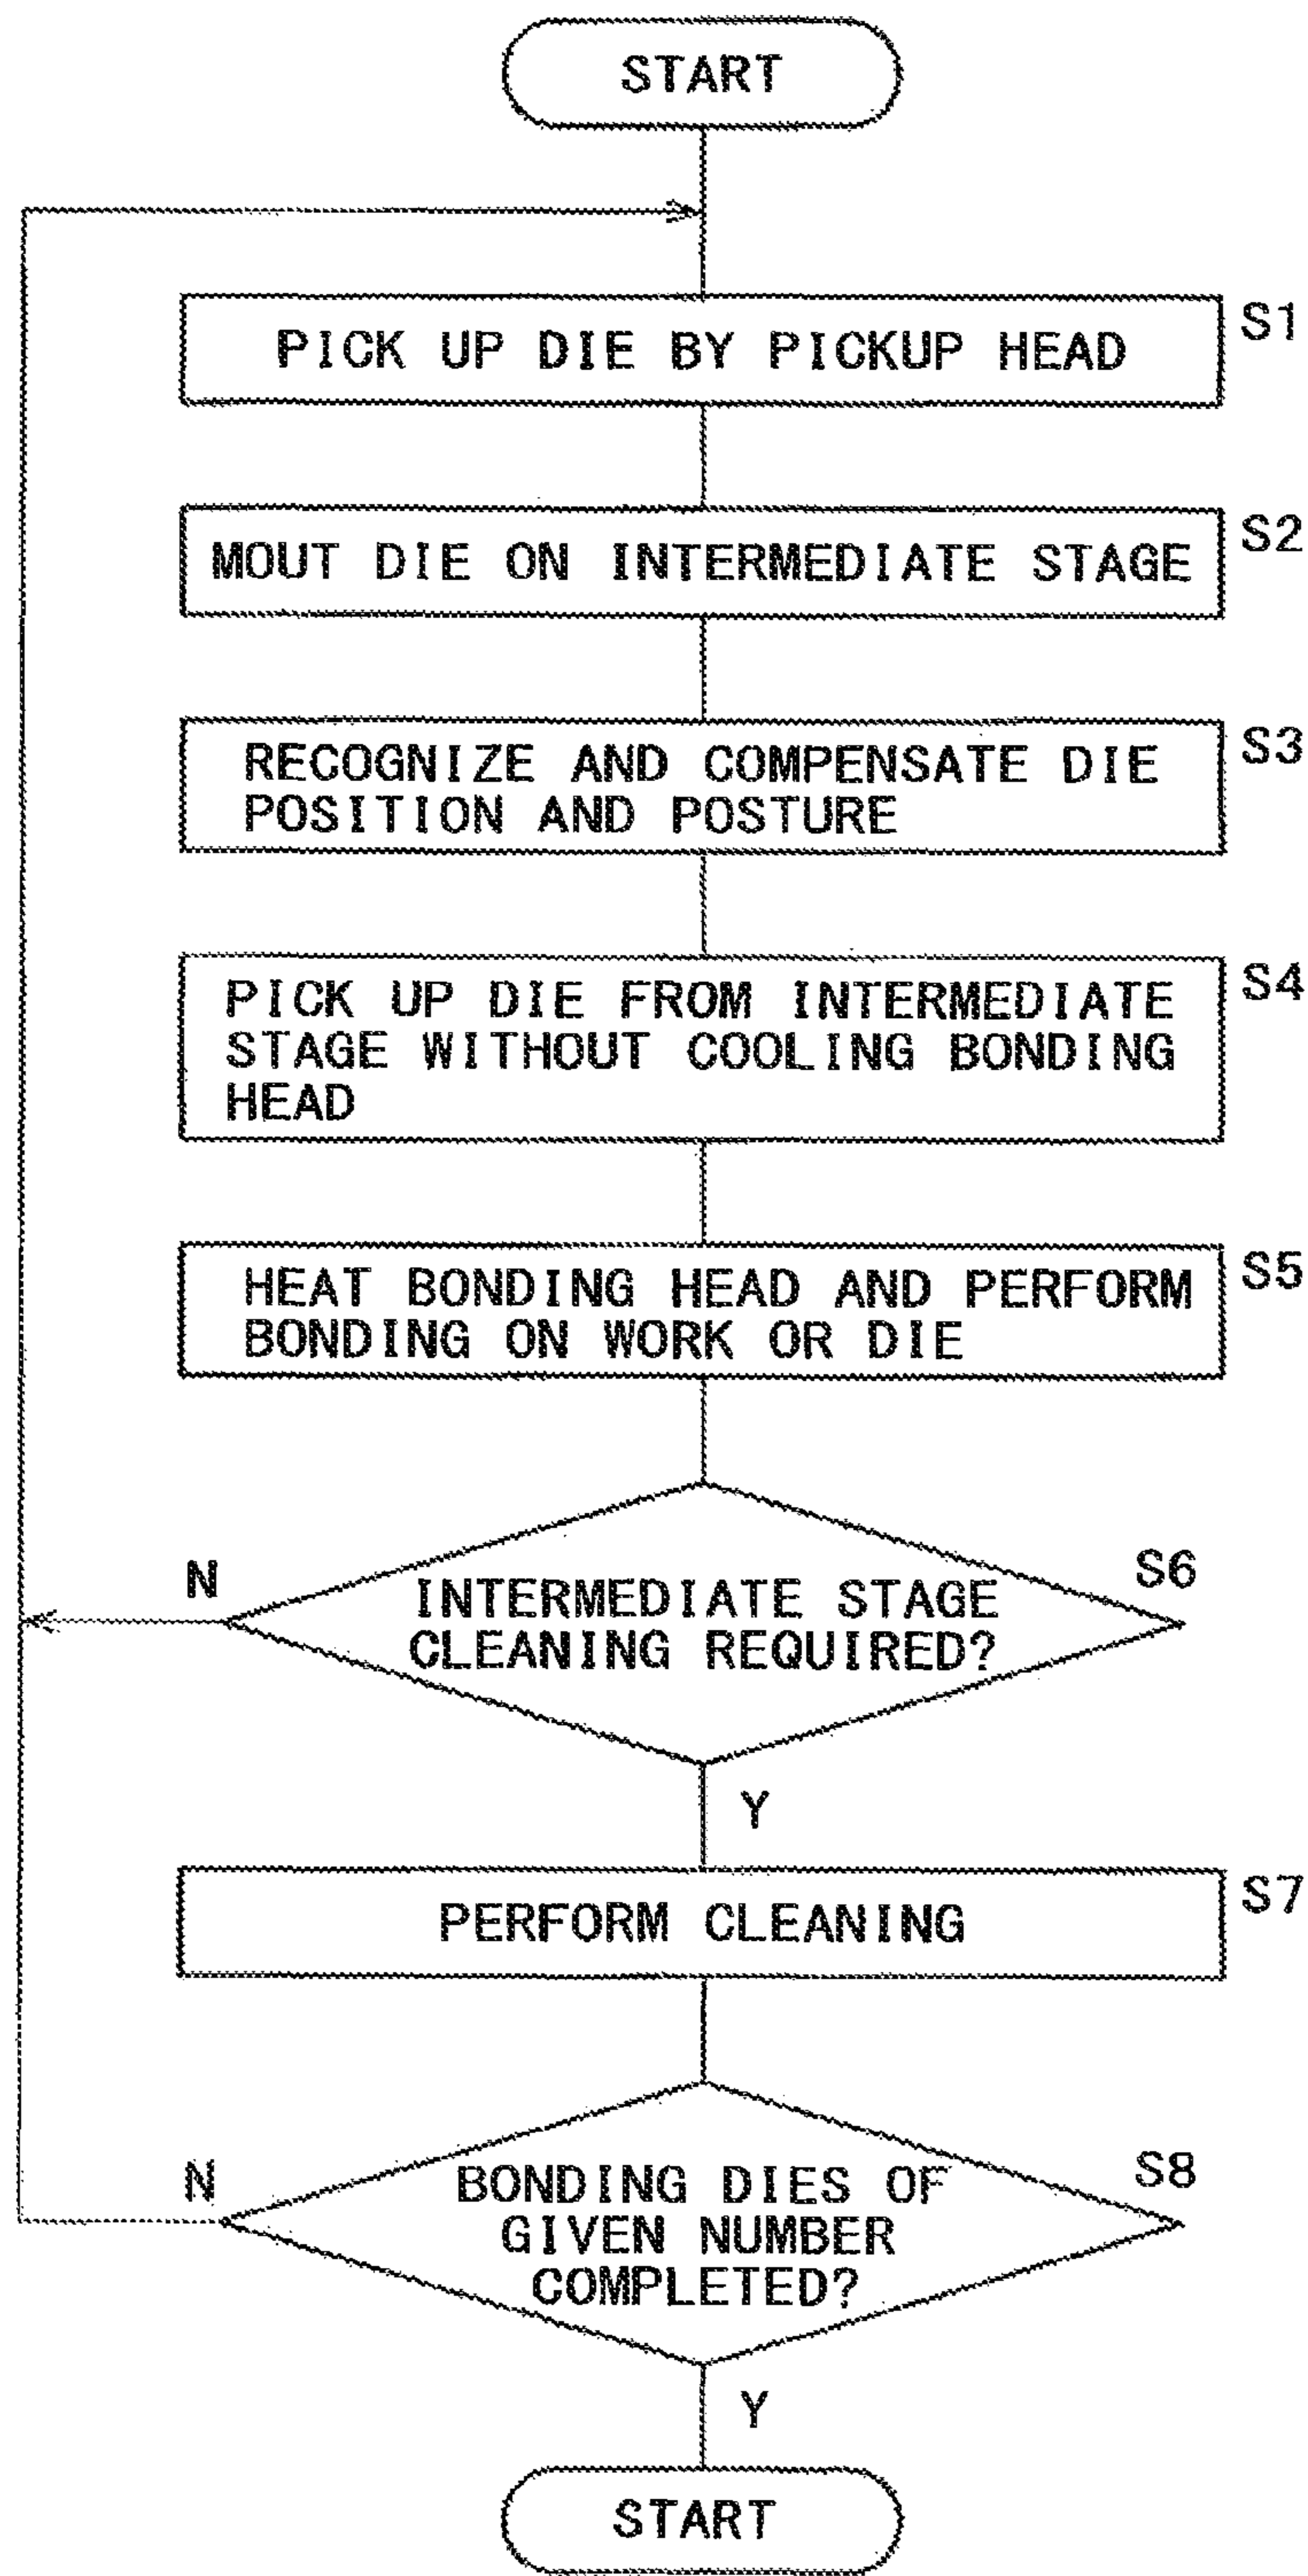 START
PICK UP DIE BY PICKUP HEAD
S1
MOUT DIE ON INTERMEDIATE STAGE
S2
RECOGNIZE AND COMPENSATE DIE
POSITION AND POSTURE
S3
PICK UP DIE FROM INTERMEDIATE
STAGE WITHOUT COOLING BONDING
HEAD
S4
HEAT BONDING HEAD AND PERFORM
BONDING ON WORK OR DIE
S5
N
INTERMEDIATE STAGE
CLEANING REQUIRED?
S6
Y
PERFORM CLEANING
S7
N
BONDING DIES OF
GIVEN NUMBER
COMPLETED?
S8
Y
START